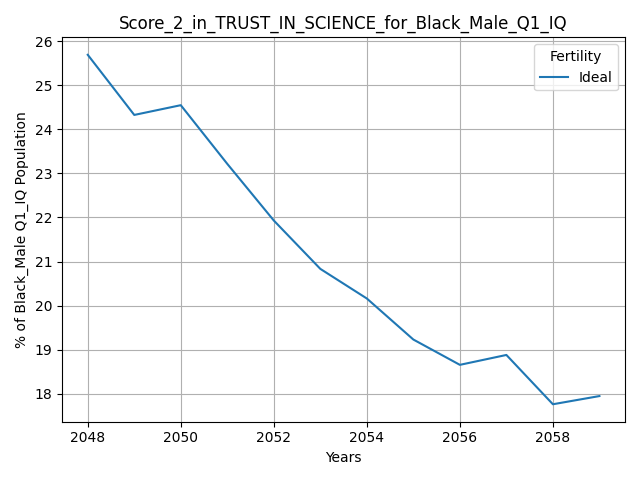 Score_2_in_TRUST_IN_SCIENCE_for_Black_Male_Q1_IQ
Fertility
Ideal
% of Black_Male Q1_IQ Population
26
25
24
23
22
21
20
19
18
2048 2050 2052 2054 2056 2058
Years